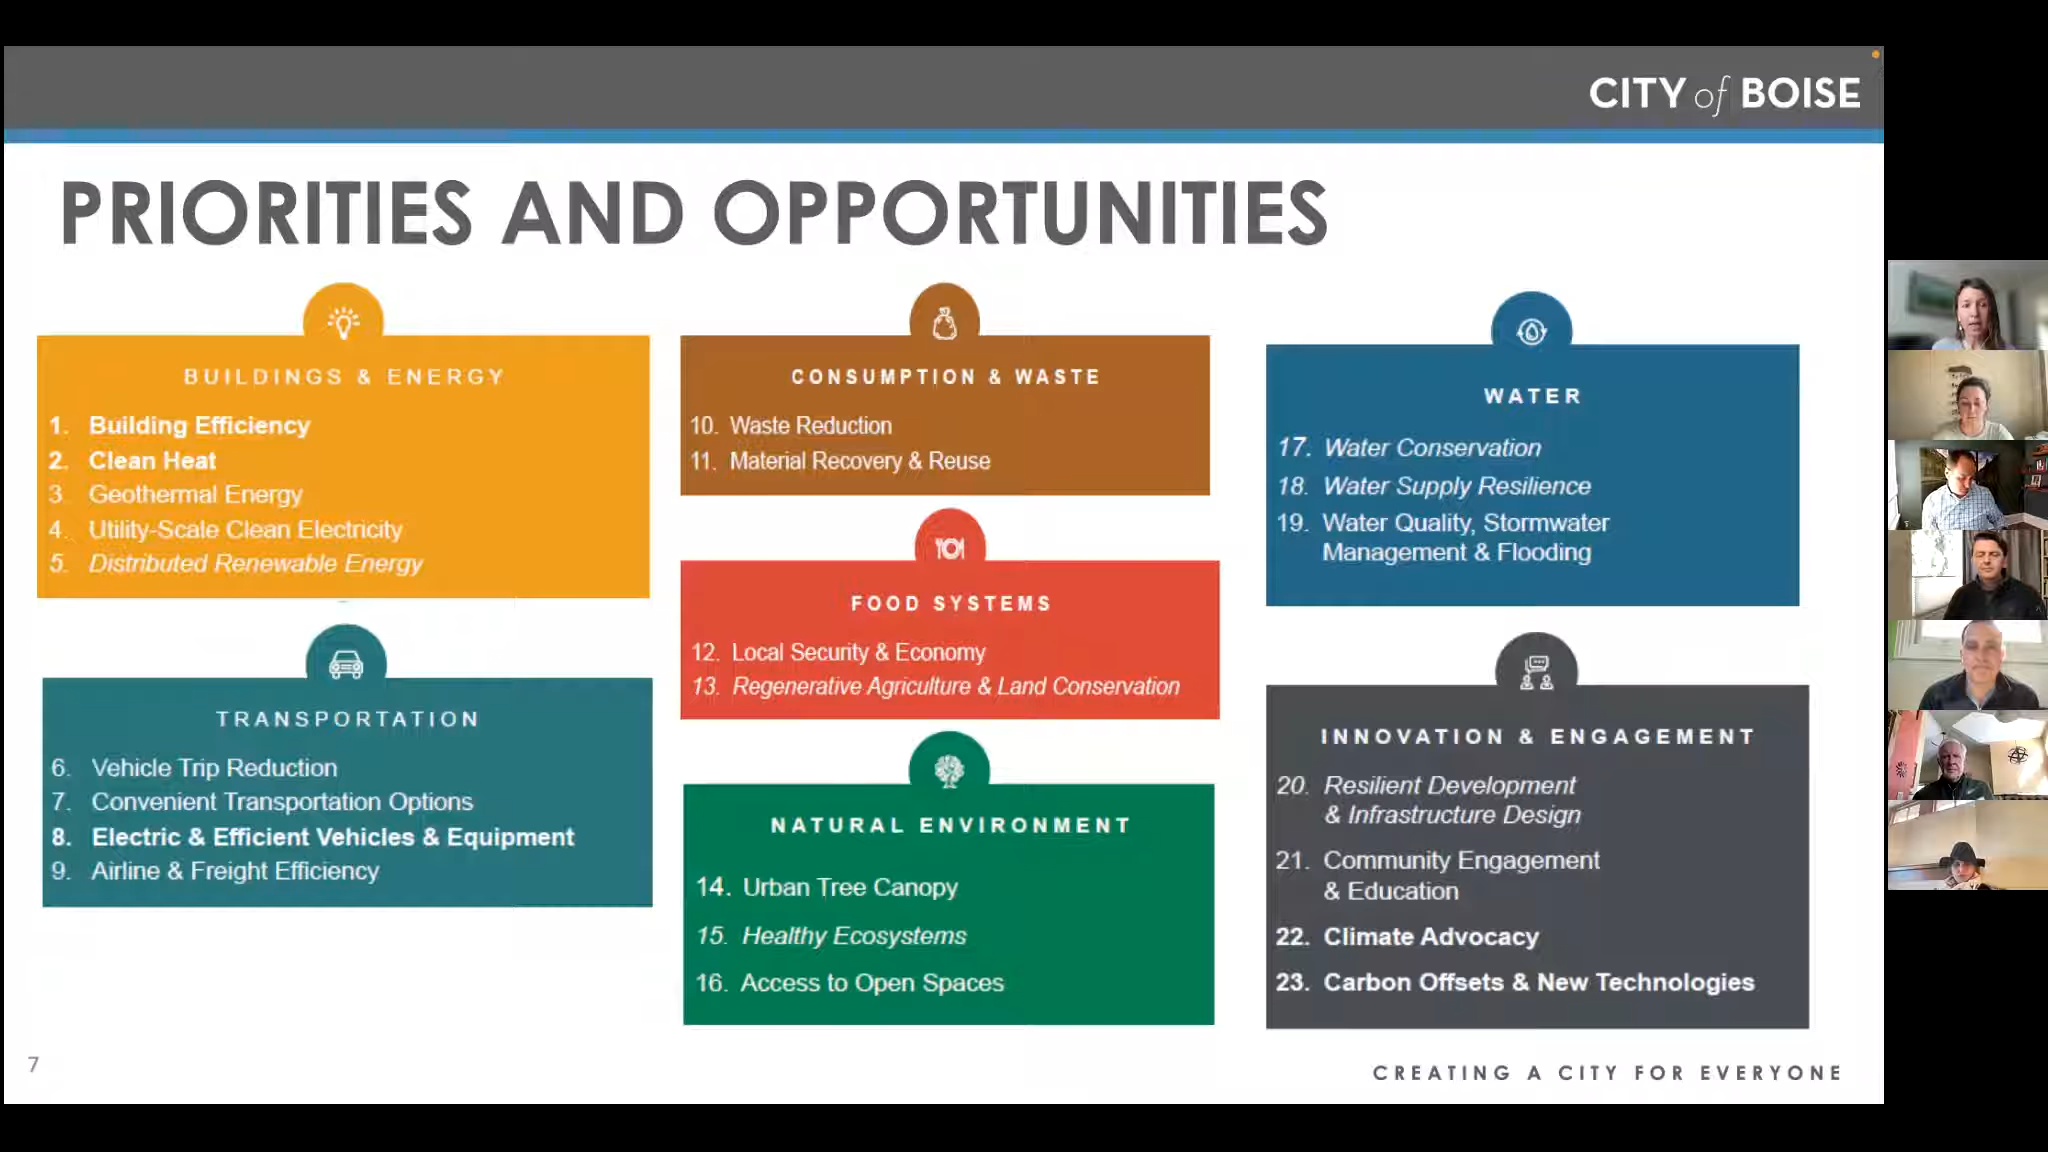 CITY of BOISE
PRIORITIES AND OPPORTUNITIES
BUILDINGS & ENERGY
1. Building Efficiency
2. Clean Heat
3. Geothermal Energy
4. Utility-Scale Clean Electricity
5. Distributed Renewable Energy
TRANSPORTATION
6. Vehicle Trip Reduction
7. Convenient Transportation Options
8. Electric & Efficient Vehicles & Equipment
9. Airline & Freight Efficiency
CONSUMPTION & WASTE
10. Waste Reduction
11. Material Recovery & Reuse
FOOD SYSTEMS
12. Local Security & Economy
13. Regenerative Agriculture & Land Conservation
NATURAL ENVIRONMENT
14. Urban Tree Canopy
15. Healthy Ecosystems
16. Access to Open Spaces
WATER
17. Water Conservation
18. Water Supply Resilience
19. Water Quality, Stormwater
Management & Flooding
INNOVATION & ENGAGEMENT
20. Resilient Development
& Infrastructure Design
21. Community Engagement
& Education
22. Climate Advocacy
23. Carbon Offsets & New Technologies
7
CREATING A CITY FOR EVERYONE